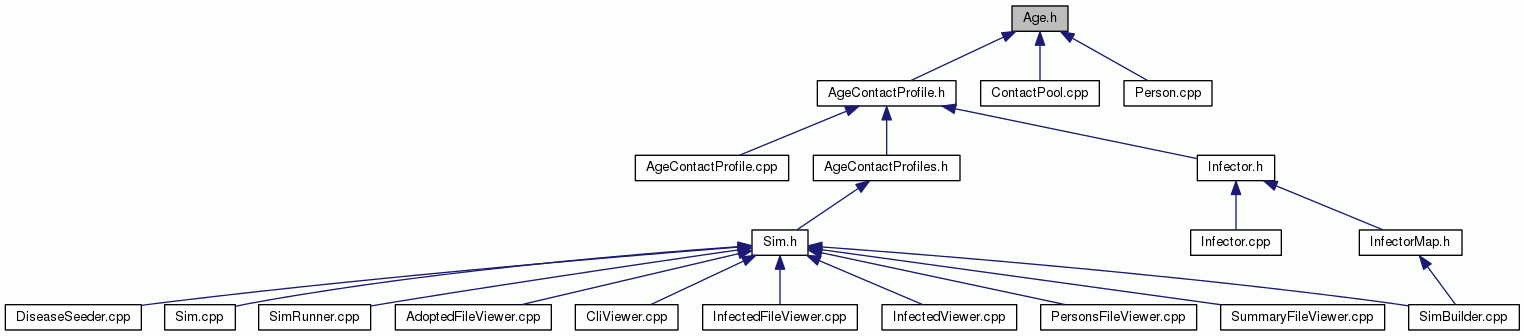 Age.h
AgeContactProfile.h
ContactPool.cpp
Person.cpp
AgeContactProfile.cpp
AgeContactProfiles.h
Infector.h
Sim.h
Infector.cpp
InfectorMap.h
DiseaseSeeder.cpp
Sim.cpp
SimRunner.cpp
AdoptedFileViewer.cpp
CliViewer.cpp
InfectedFileViewer.cpp
InfectedViewer.cpp
PersonsFileViewer.cpp
SummaryFileViewer.cpp
SimBuilder.cpp